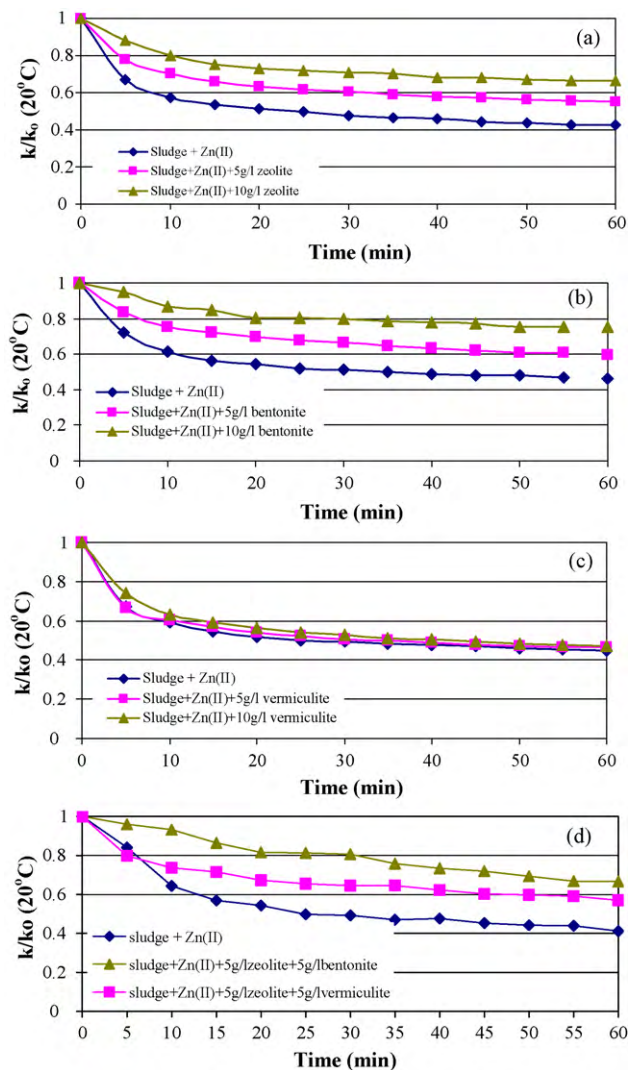 (a)
k/kₒ (20°C)
1
0.8
0.6
0.4
0.2
0
Sludge + Zn(II)
Sludge+Zn(II)+5g/l zeolite
Sludge+Zn(II)+10g/l zeolite
0 10 20 30 40 50 60
Time (min)
(b)
k/kₒ (20°C)
1
0.8
0.6
0.4
0.2
0
Sludge + Zn(II)
Sludge+Zn(II)+5g/l bentonite
Sludge+Zn(II)+10g/l bentonite
0 10 20 30 40 50 60
Time (min)
(c)
k/ko (20°C)
1
0.8
0.6
0.4
0.2
0
Sludge + Zn(II)
Sludge+Zn(II)+5g/l vermiculite
Sludge+Zn(II)+10g/l vermiculite
0 10 20 30 40 50 60
Time (min)
(d)
k/ko (20°C)
1
0.8
0.6
0.4
0.2
0
sludge + Zn(II)
sludge+Zn(II)+5g/lzeolite+5g/lbentonite
sludge+Zn(II)+5g/lzeolite+5g/lvermiculite
0 5 10 15 20 25 30 35 40 45 50 55 60
Time (min)